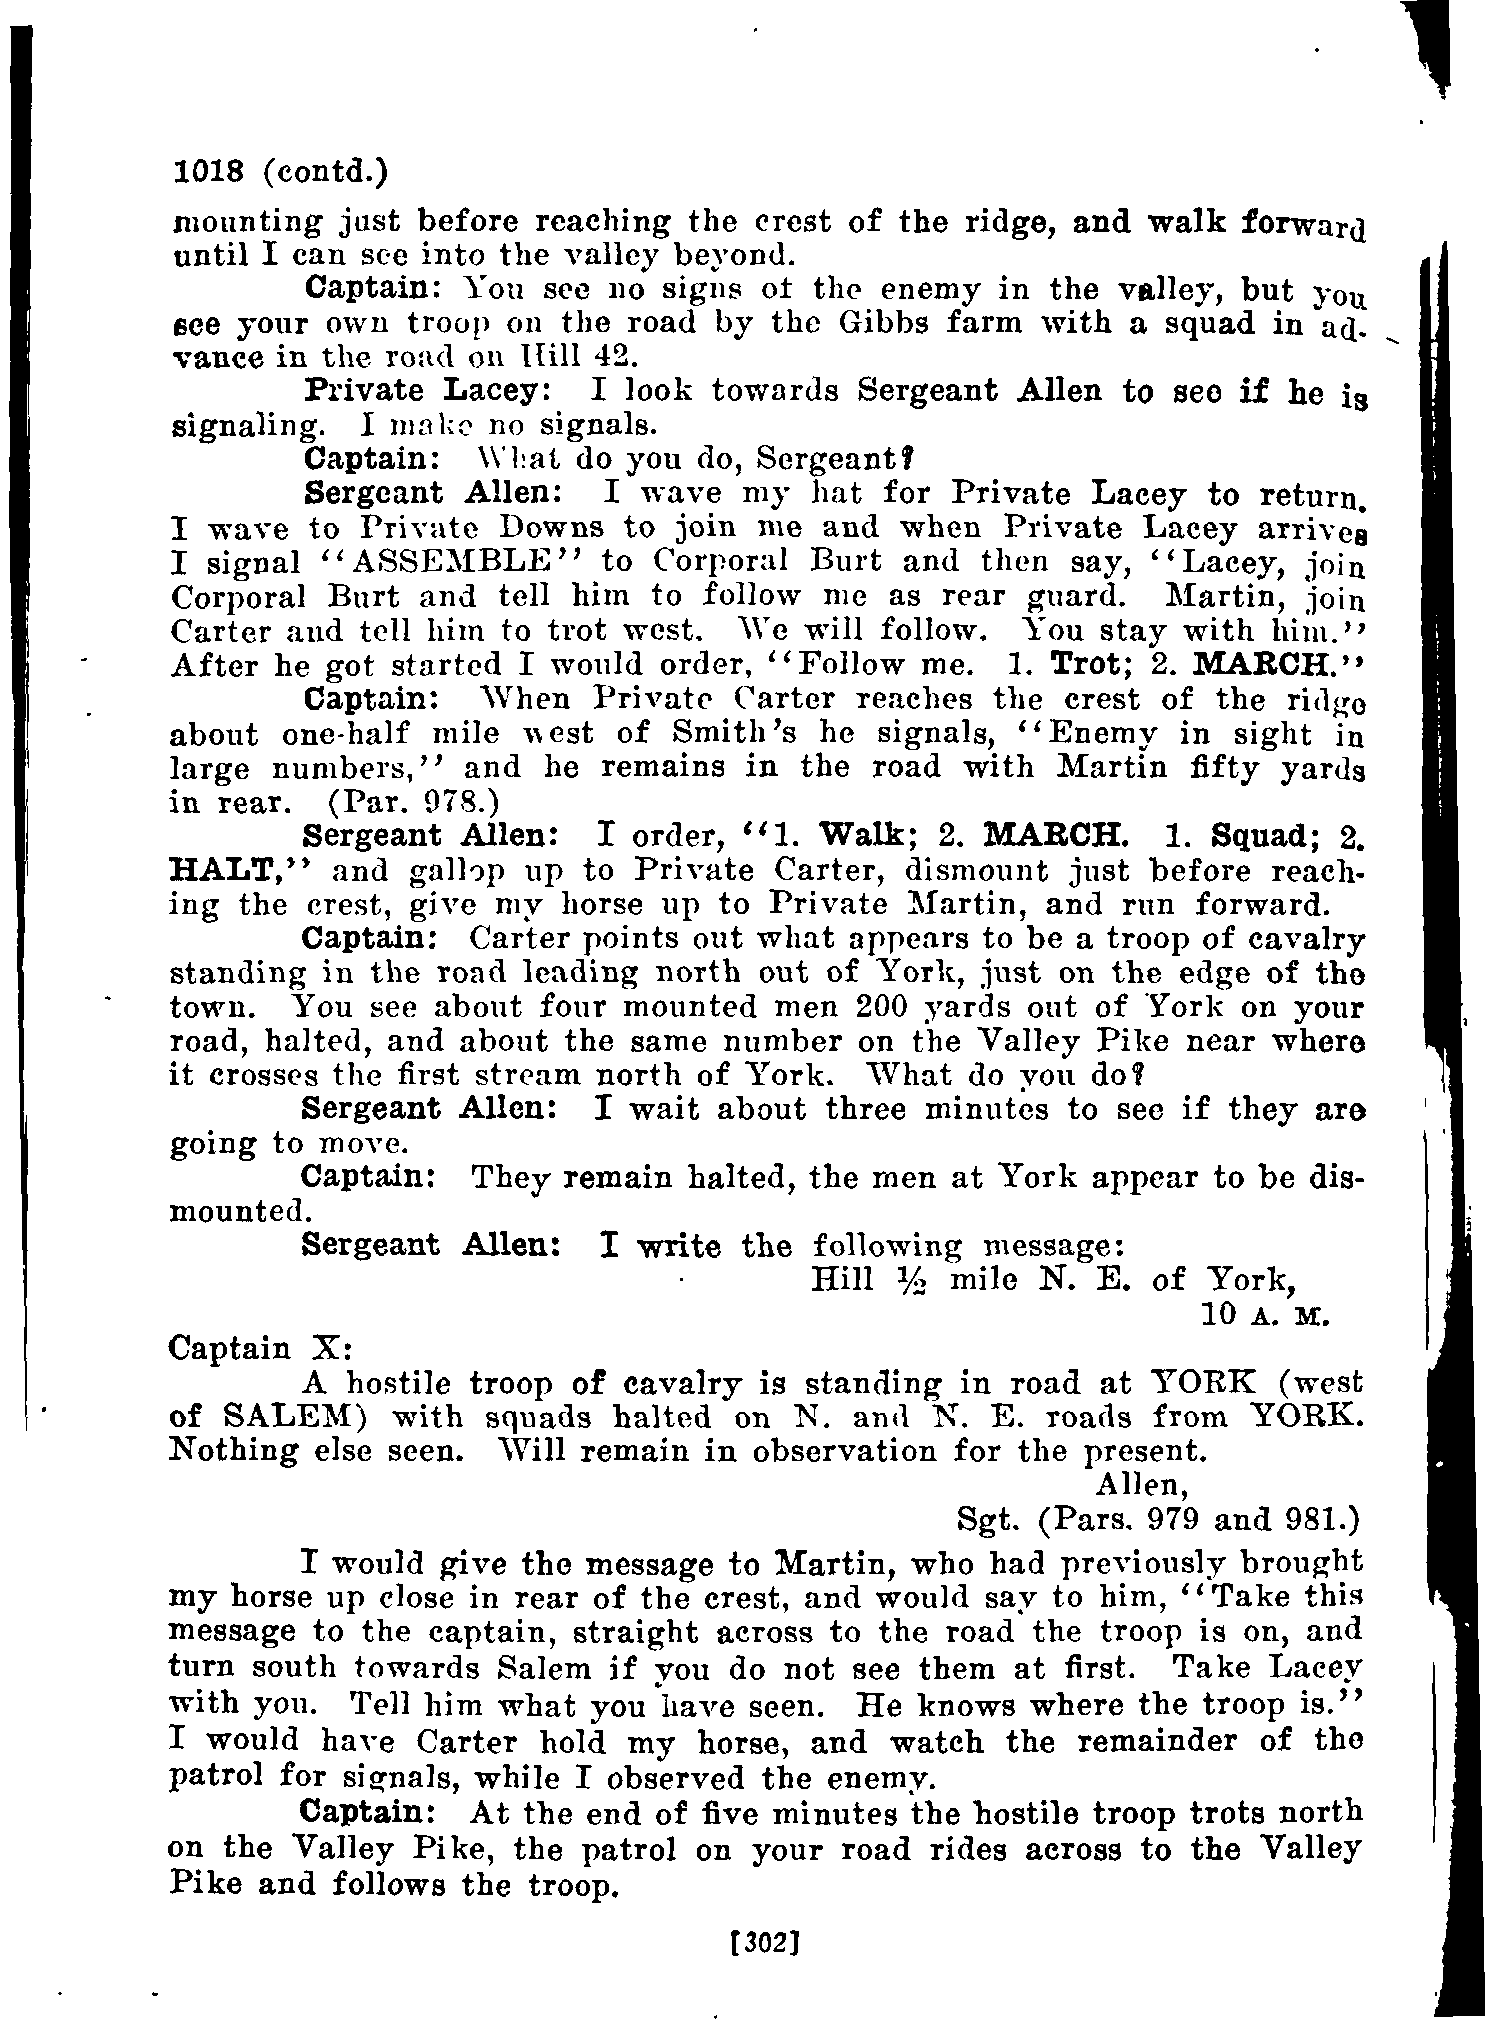 1018 (contd.)
mounting just before reaching the crest of the ridge, and walk forward
until I can see into the valley beyond.
Captain: You see no signs of the enemy in the valley, but you
see your own troop on the road by the Gibbs farm with a squad in ad-
vance in the road on Hill 42.
Private Lacey: I look towards Sergeant Allen to see if he is
signaling. I make no signals.
Captain: What do you do, Sergeant?
Sergeant Allen: I wave my hat for Private Lacey to return.
I wave to Private Downs to join me and when Private Lacey arrives
I signal "ASSEMBLE" to Corporal Burt and then say, "Lacey, join
Corporal Burt and tell him to follow me as rear guard. Martin, join
Carter and tell him to trot west. We will follow. You stay with him."
After he got started I would order, "Follow me. 1. Trot; 2. MARCH."
Captain: When Private Carter reaches the crest of the ridge
about one-half mile west of Smith's he signals, "Enemy in sight in
large numbers," and he remains in the road with Martin fifty yards
in rear. (Par. 978.)
Sergeant Allen: I order, "1. Walk; 2. MARCH. 1. Squad; 2.
HALT," and gallop up to Private Carter, dismount just before reach-
ing the crest, give my horse up to Private Martin, and run forward.
Captain: Carter points out what appears to be a troop of cavalry
standing in the road leading north out of York, just on the edge of the
town. You see about four mounted men 200 yards out of York on your
road, halted, and about the same number on the Valley Pike near where
it crosses the first stream north of York. What do you do?
Sergeant Allen: I wait about three minutes to see if they are
going to move.
Captain: They remain halted, the men at York appear to be dis-
mounted.
Sergeant Allen: I write the following message:
Hill ½ mile N. E. of York,
10 A. M.
Captain X:
A hostile troop of cavalry is standing in road at YORK (west
of SALEM) with squads halted on N. and N. E. roads from YORK.
Nothing else seen. Will remain in observation for the present.
Allen,
Sgt. (Pars. 979 and 981.)
I would give the message to Martin, who had previously brought
my horse up close in rear of the crest, and would say to him, "Take this
message to the captain, straight across to the road the troop is on, and
turn south towards Salem if you do not see them at first. Take Lacey
with you. Tell him what you have seen. He knows where the troop is."
I would have Carter hold my horse, and watch the remainder of the
patrol for signals, while I observed the enemy.
Captain: At the end of five minutes the hostile troop trots north
on the Valley Pike, the patrol on your road rides across to the Valley
Pike and follows the troop.
[302]